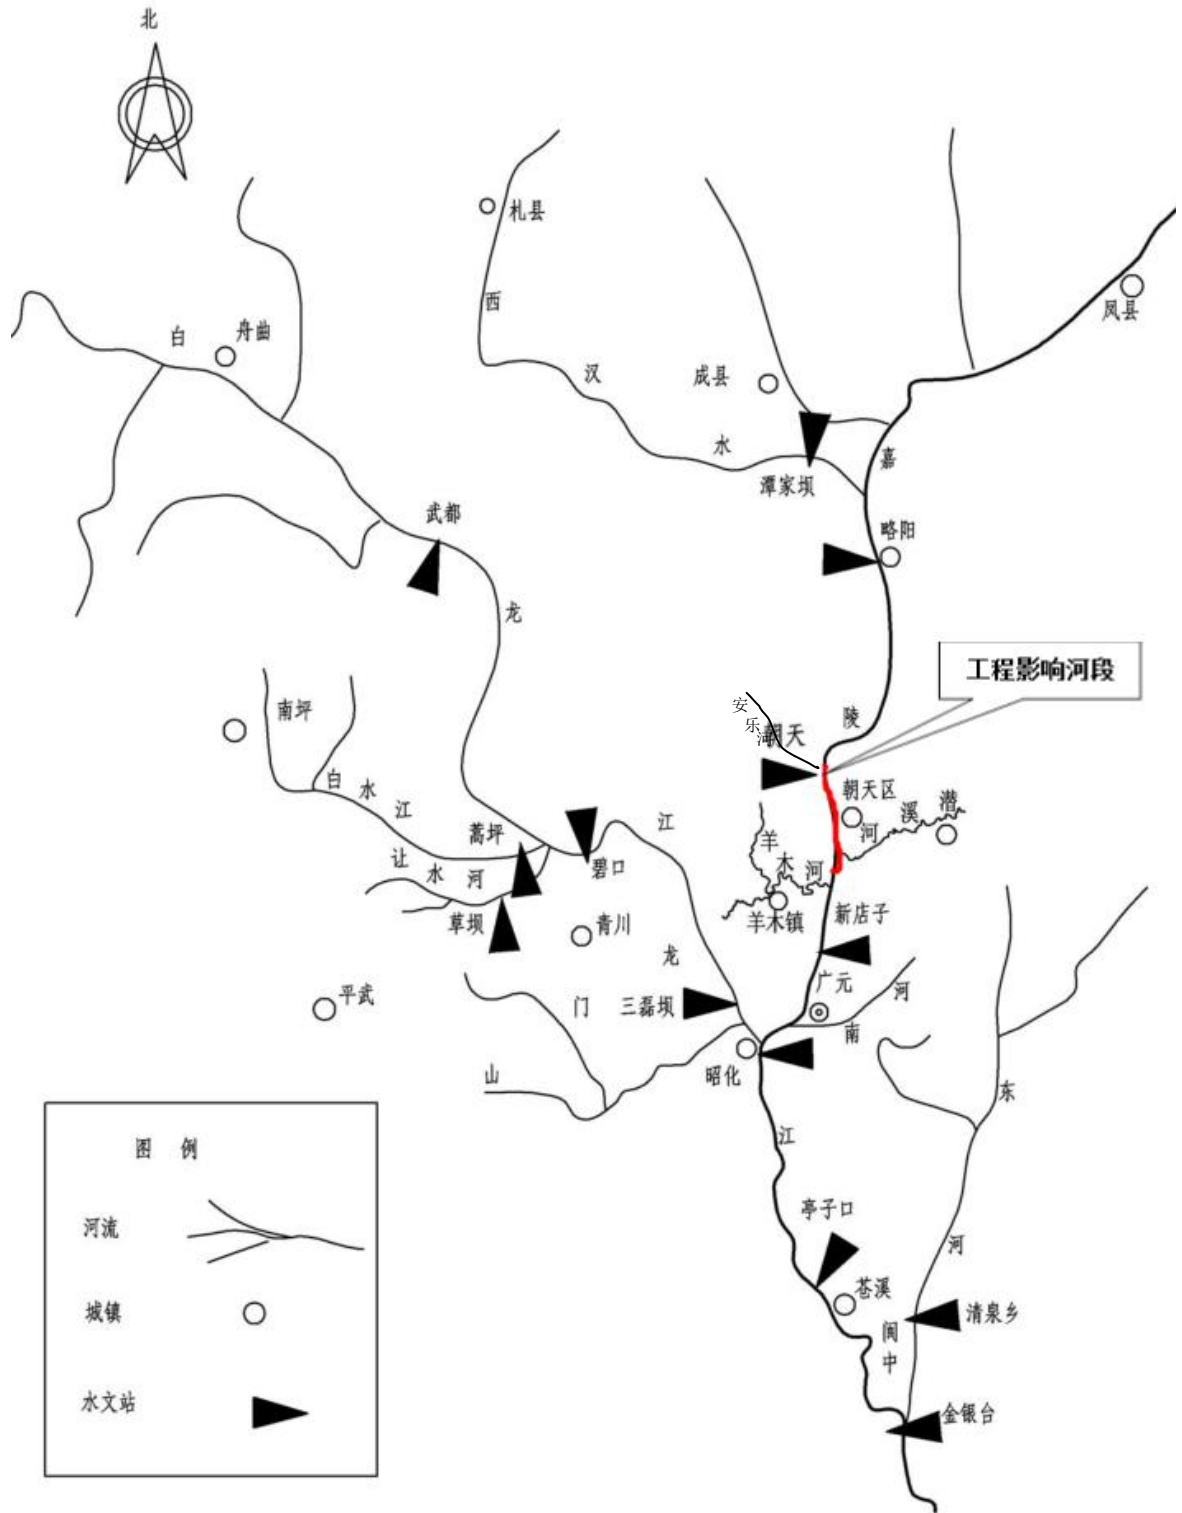 北
札县
西
汉
水
白
舟曲
凤县
成县
嘉
潭家坝
略阳
武都
龙
工程影响河段
南坪
安
乐
河
朝天
陵
白水江
朝天区
潜
溪
河
蒿坪
江
碧口
羊
木
河
让水河
草坝
青川
羊木镇
新店子
龙
门
山
三磊坝
广元
河
南
平武
昭化
江
东
河
图 例
河流
城镇
水文站
亭子口
苍溪
清泉乡
阆
中
金银台